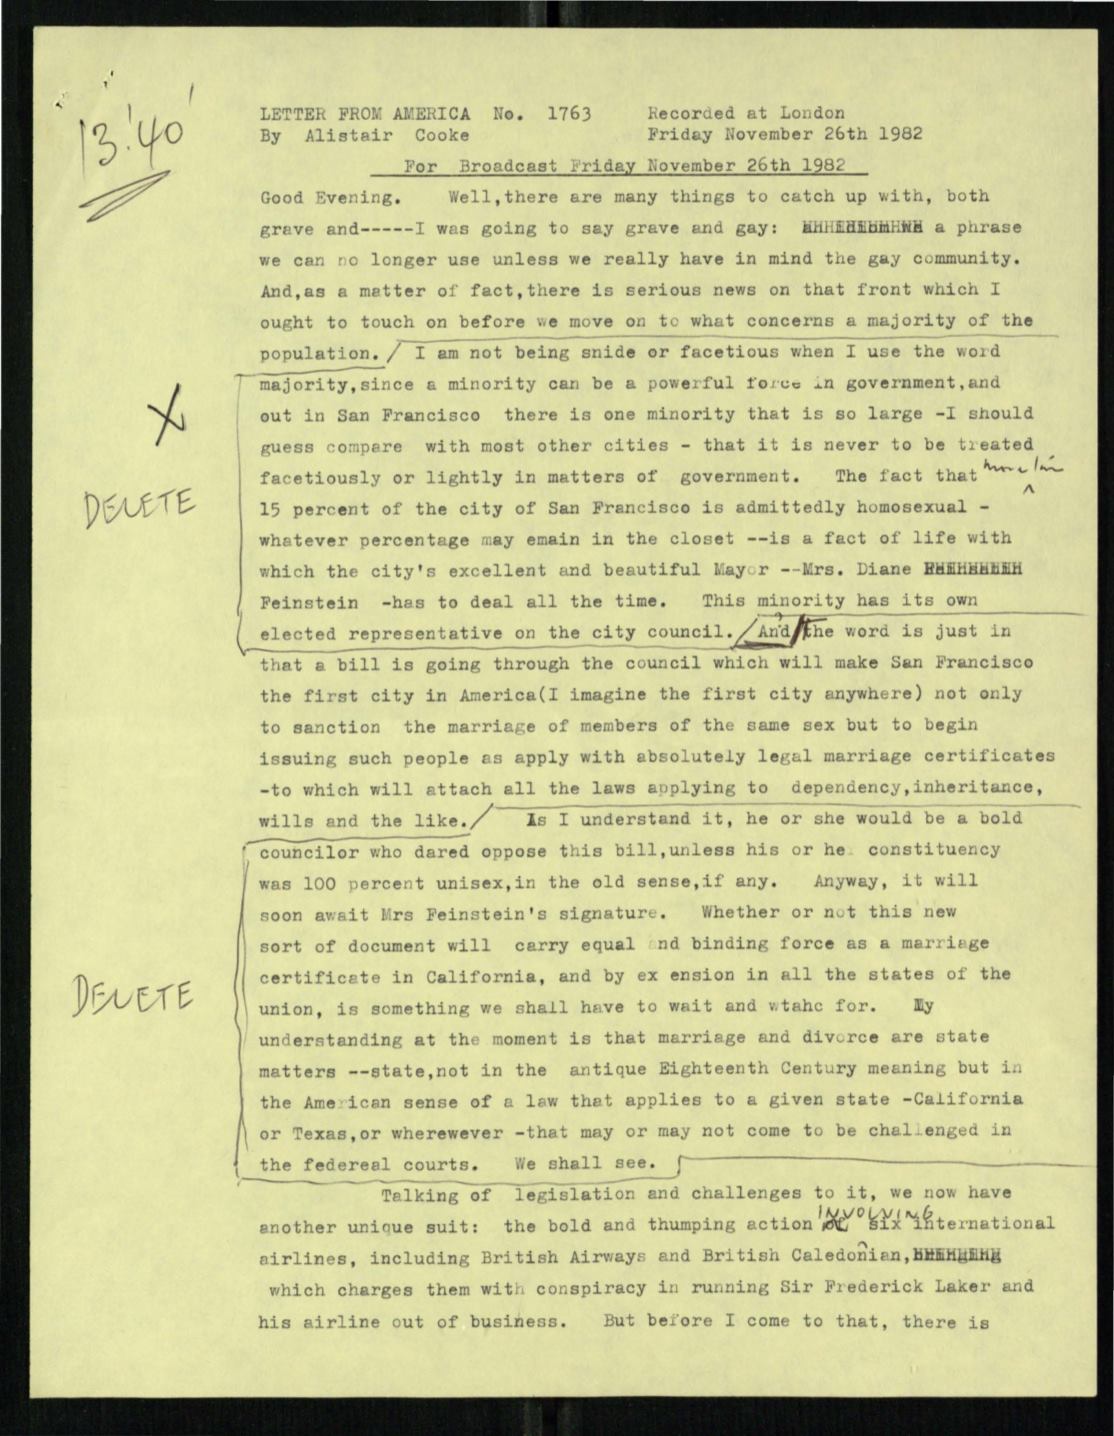 13'40
LETTER FROM AMERICA No. 1763 Recorded at London
By Alistair Cooke Friday November 26th 1982
For Broadcast Friday November 26th 1982
Good Evening. Well,there are many things to catch up with, both
grave and-----I was going to say grave and gay: a phrase
we can no longer use unless we really have in mind the gay community.
And,as a matter of fact,there is serious news on that front which I
ought to touch on before we move on to what concerns a majority of the
population. / I am not being snide or facetious when I use the word
majority,since a minority can be a powerful force in government,and
X out in San Francisco there is one minority that is so large -I should
guess compare with most other cities - that it is never to be treated
facetiously or lightly in matters of government. The fact that more
DELETE 15 percent of the city of San Francisco is admittedly homosexual -
whatever percentage may emain in the closet --is a fact of life with
which the city's excellent and beautiful Mayor --Mrs. Diane
Feinstein -has to deal all the time. This minority has its own
elected representative on the city council. / And The word is just in
that a bill is going through the council which will make San Francisco
the first city in America(I imagine the first city anywhere) not only
to sanction the marriage of members of the same sex but to begin
issuing such people as apply with absolutely legal marriage certificates
-to which will attach all the laws applying to dependency,inheritance,
wills and the like. / As I understand it, he or she would be a bold
councilor who dared oppose this bill,unless his or he constituency
was 100 percent unisex,in the old sense,if any. Anyway, it will
soon await Mrs Feinstein's signature. Whether or not this new
sort of document will carry equal nd binding force as a marriage
certificate in California, and by ex ension in all the states of the
DELETE union, is something we shall have to wait and wtahc for. My
understanding at the moment is that marriage and divorce are state
matters --state,not in the antique Eighteenth Century meaning but in
the American sense of a law that applies to a given state -California
or Texas,or wherewever -that may or may not come to be challenged in
the federeal courts. We shall see.
Talking of legislation and challenges to it, we now have
another unique suit: the bold and thumping action INVOLVING six international
airlines, including British Airways and British Caledonian,
which charges them with conspiracy in running Sir Frederick Laker and
his airline out of business. But before I come to that, there is